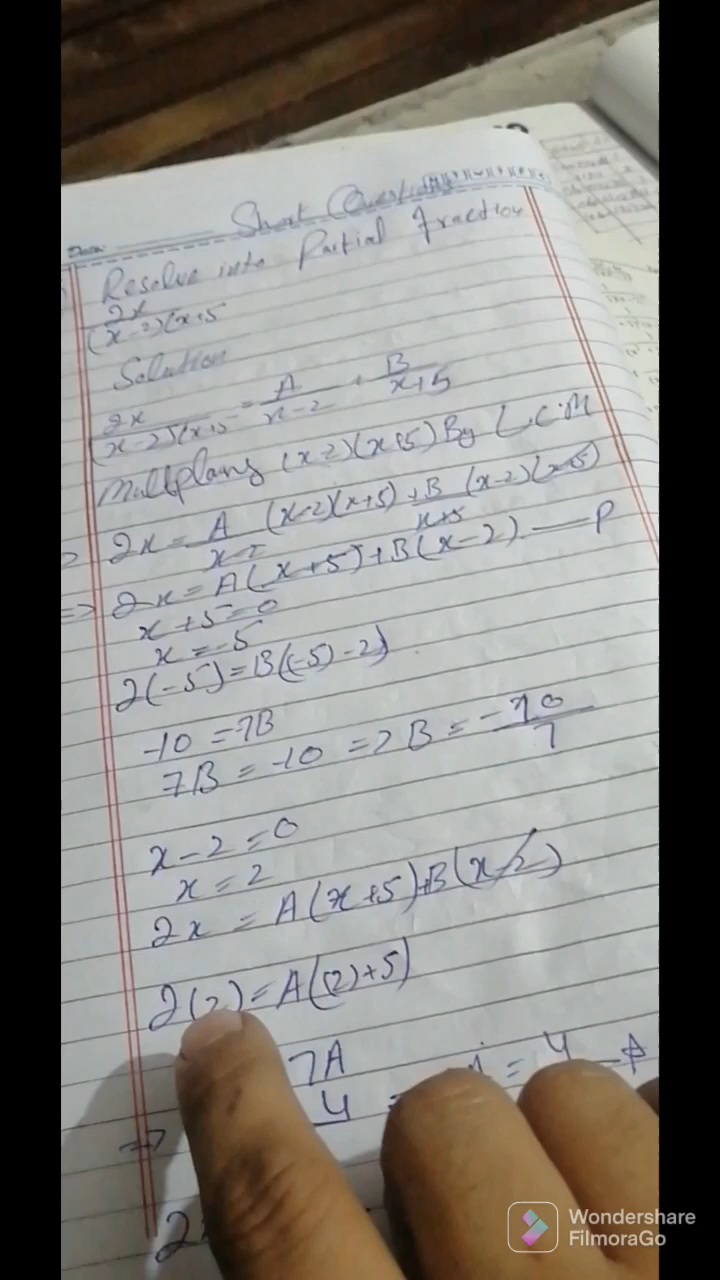 Short Question
Resolve into Partial fraction
2x
(x-2)(x+5
Solution
2x/(x-2)(x+5 = A/x-2 + B/x+5
Multplang (x-2)(x+5) By L.C.M
2x = A/x-2 (x-2)(x+5) + B/x+5 (x-2)(x+5)
=> 2x = A(x+5)+B(x-2) — P
x+5=0
x=-5
2(-5)=B(-5)-2)
-10=7B
7B = -10 => B = -10/7
x-2=0
x=2
2x = A(x+5)+B(x-2)
2(2)=A(2)+5)
7A
4
=>
Wondershare
FilmoraGo